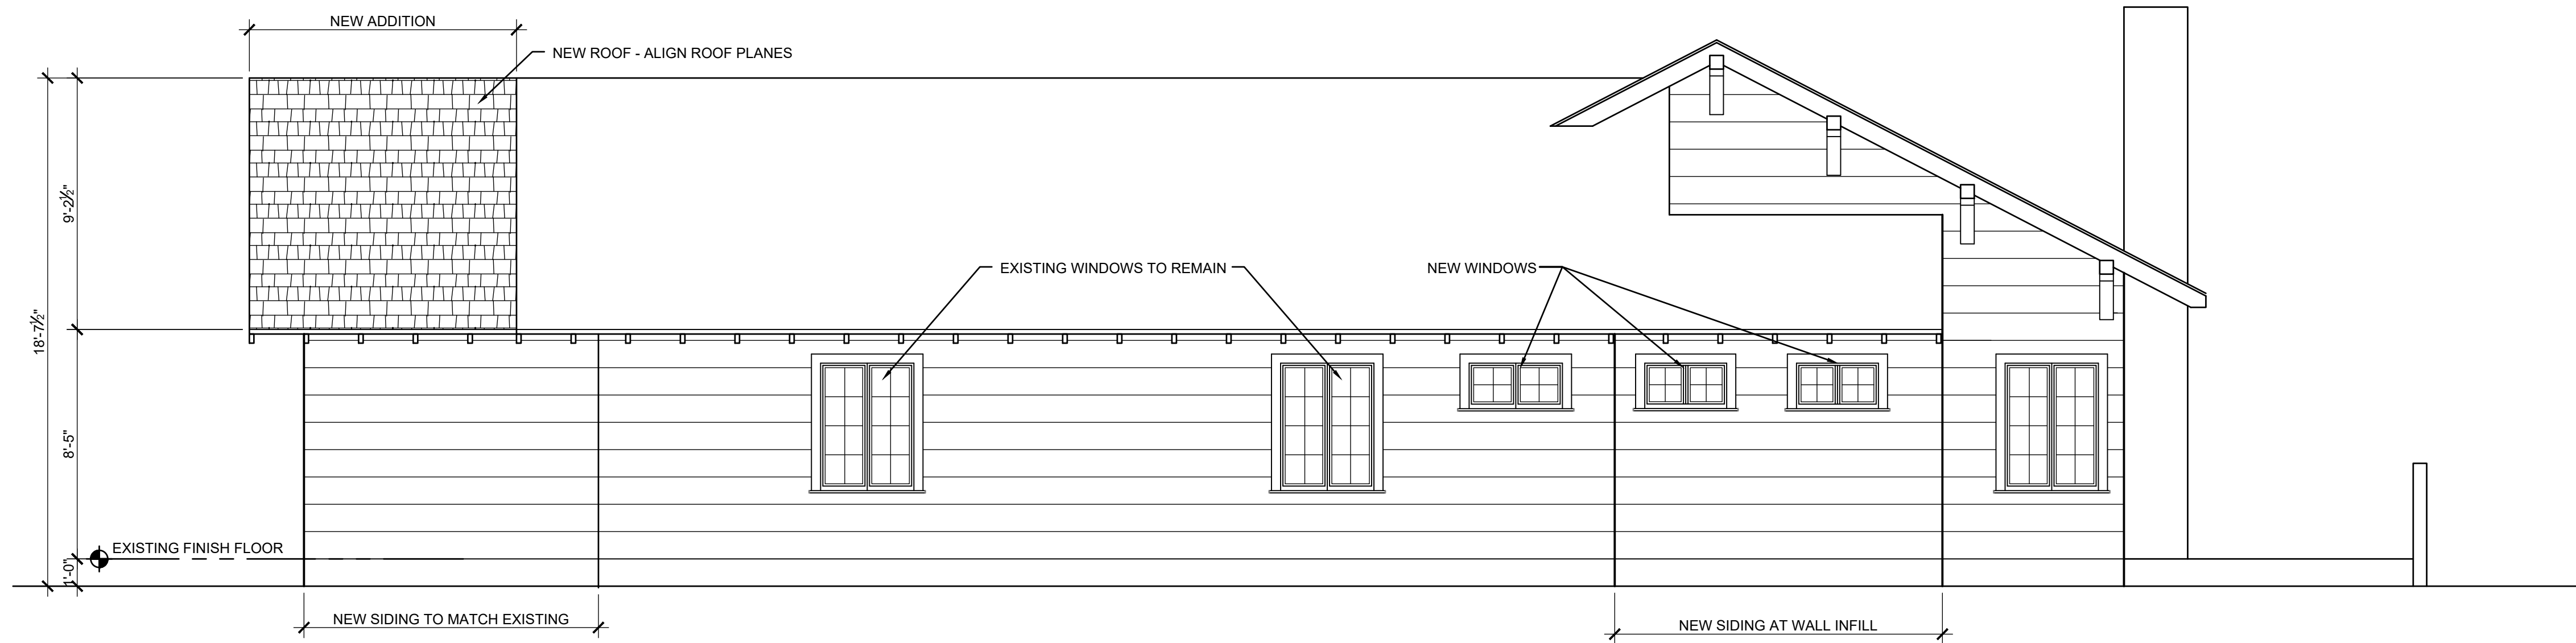 NEW ADDITION
NEW ROOF - ALIGN ROOF PLANES
9'-2½"
18'-7½"
EXISTING WINDOWS TO REMAIN
NEW WINDOWS
8'-5"
EXISTING FINISH FLOOR
1'-0"
NEW SIDING TO MATCH EXISTING
NEW SIDING AT WALL INFILL